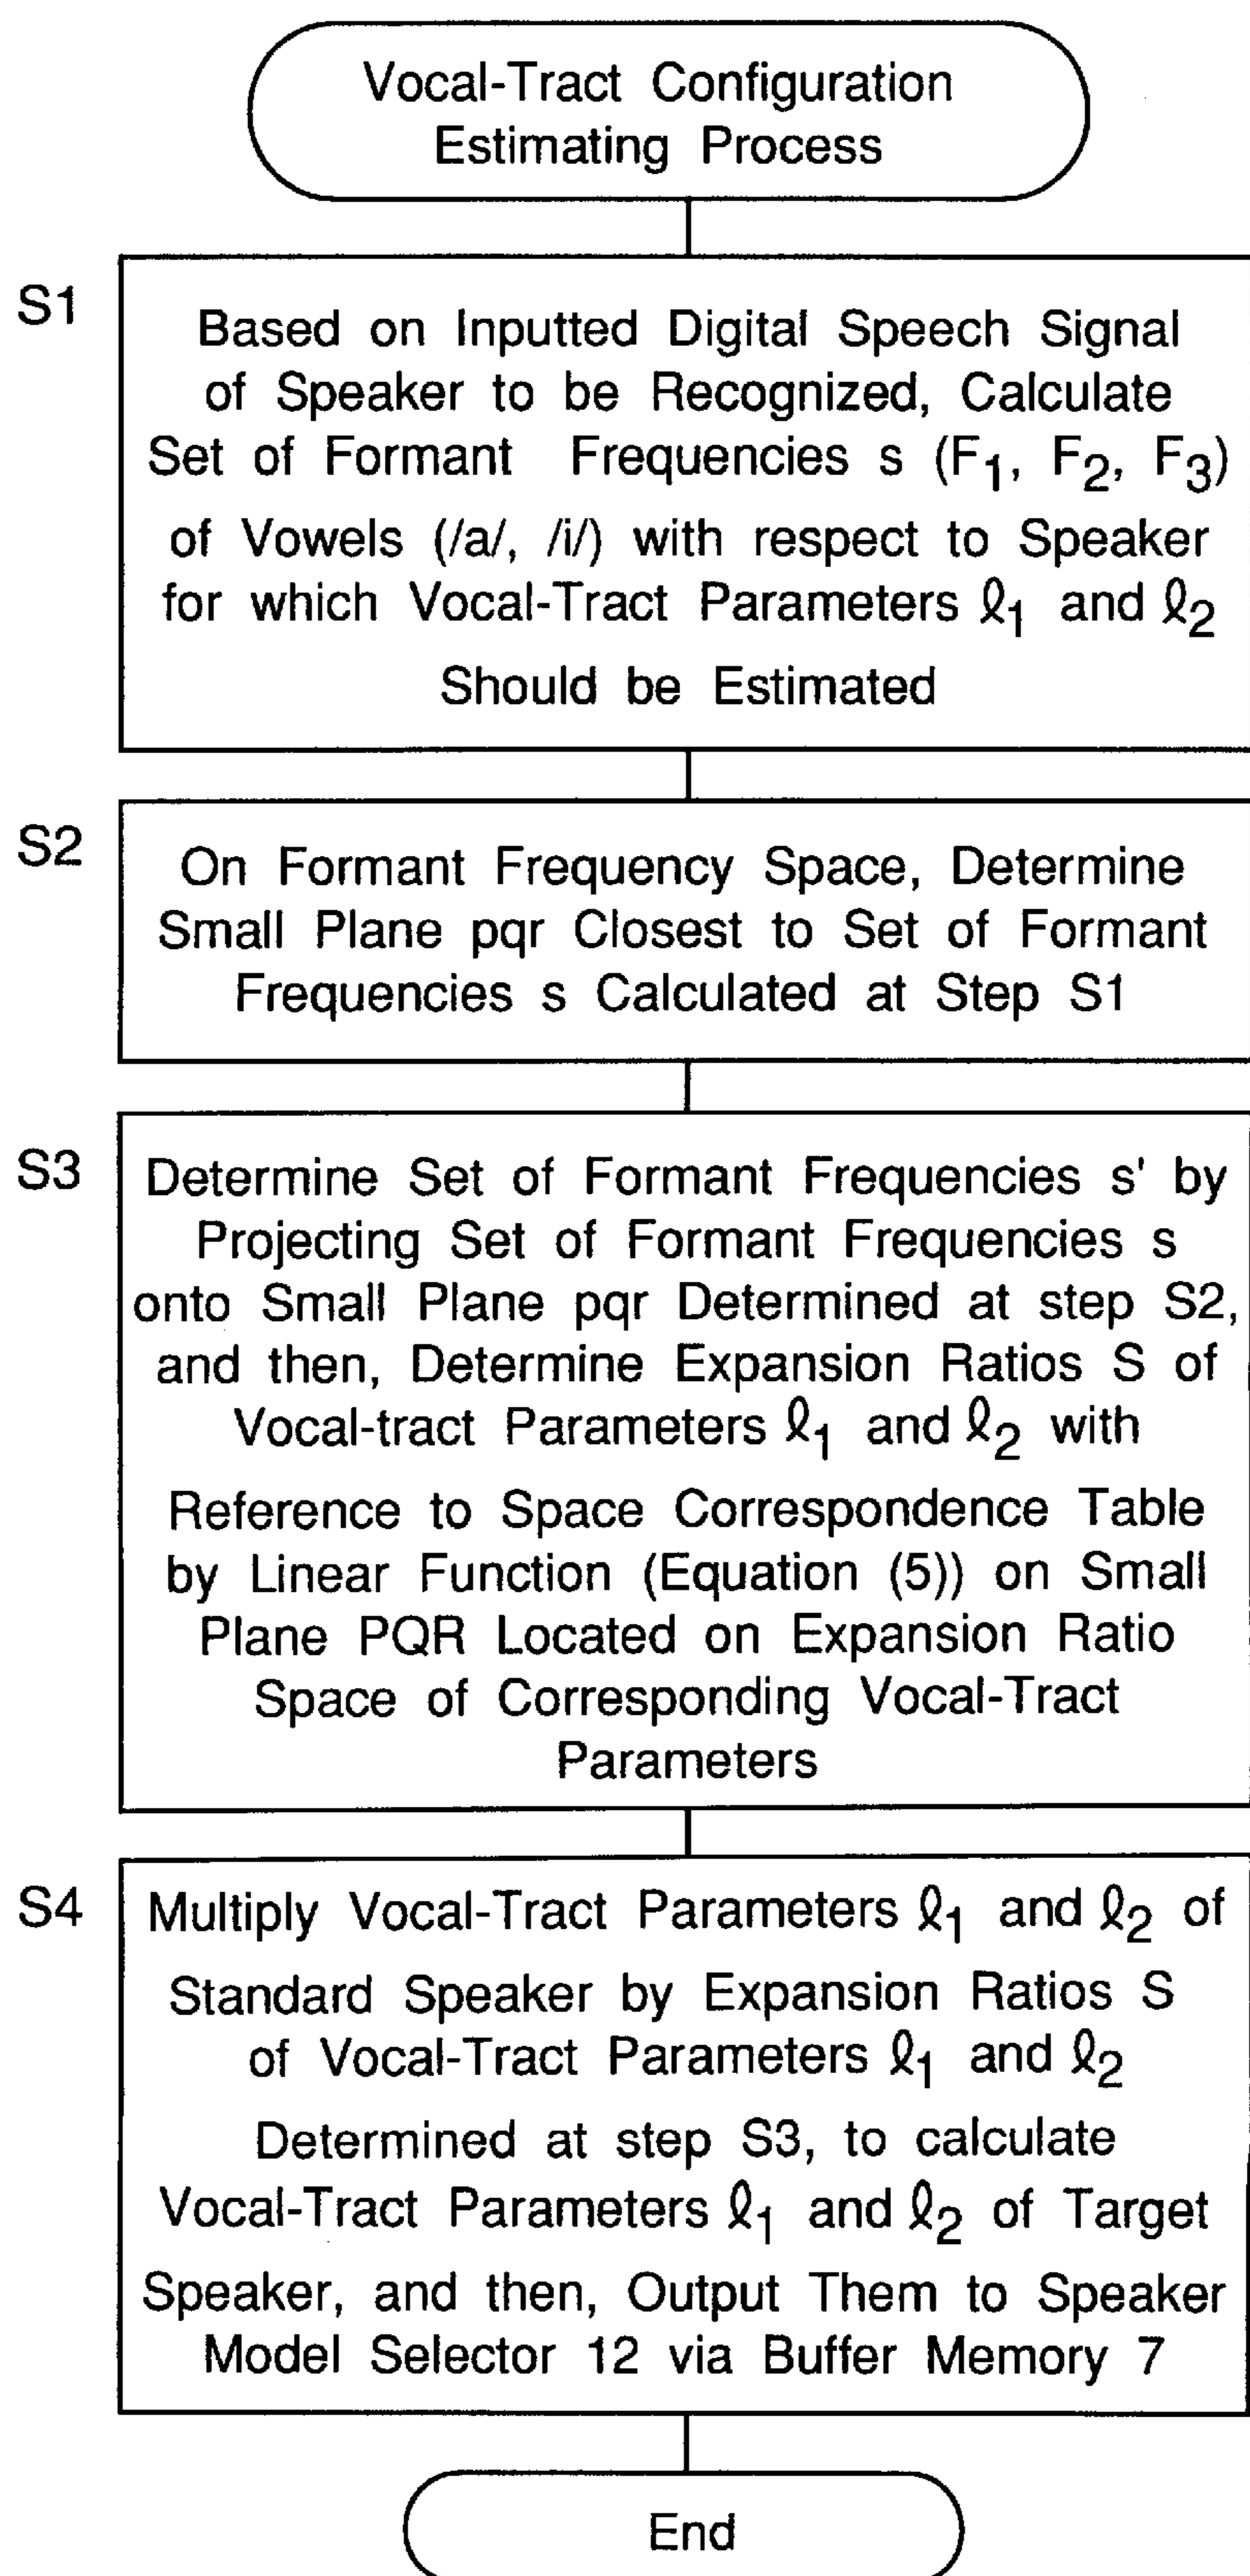 Vocal-Tract Configuration
Estimating Process
S1
Based on Inputted Digital Speech Signal
of Speaker to be Recognized, Calculate
Set of Formant Frequencies s (F₁, F₂, F₃)
of Vowels (/a/, /i/) with respect to Speaker
for which Vocal-Tract Parameters ℓ₁ and ℓ₂
Should be Estimated
S2
On Formant Frequency Space, Determine
Small Plane pqr Closest to Set of Formant
Frequencies s Calculated at Step S1
S3
Determine Set of Formant Frequencies s' by
Projecting Set of Formant Frequencies s
onto Small Plane pqr Determined at step S2,
and then, Determine Expansion Ratios S of
Vocal-tract Parameters ℓ₁ and ℓ₂ with
Reference to Space Correspondence Table
by Linear Function (Equation (5)) on Small
Plane PQR Located on Expansion Ratio
Space of Corresponding Vocal-Tract
Parameters
S4
Multiply Vocal-Tract Parameters ℓ₁ and ℓ₂ of
Standard Speaker by Expansion Ratios S
of Vocal-Tract Parameters ℓ₁ and ℓ₂
Determined at step S3, to calculate
Vocal-Tract Parameters ℓ₁ and ℓ₂ of Target
Speaker, and then, Output Them to Speaker
Model Selector 12 via Buffer Memory 7
End